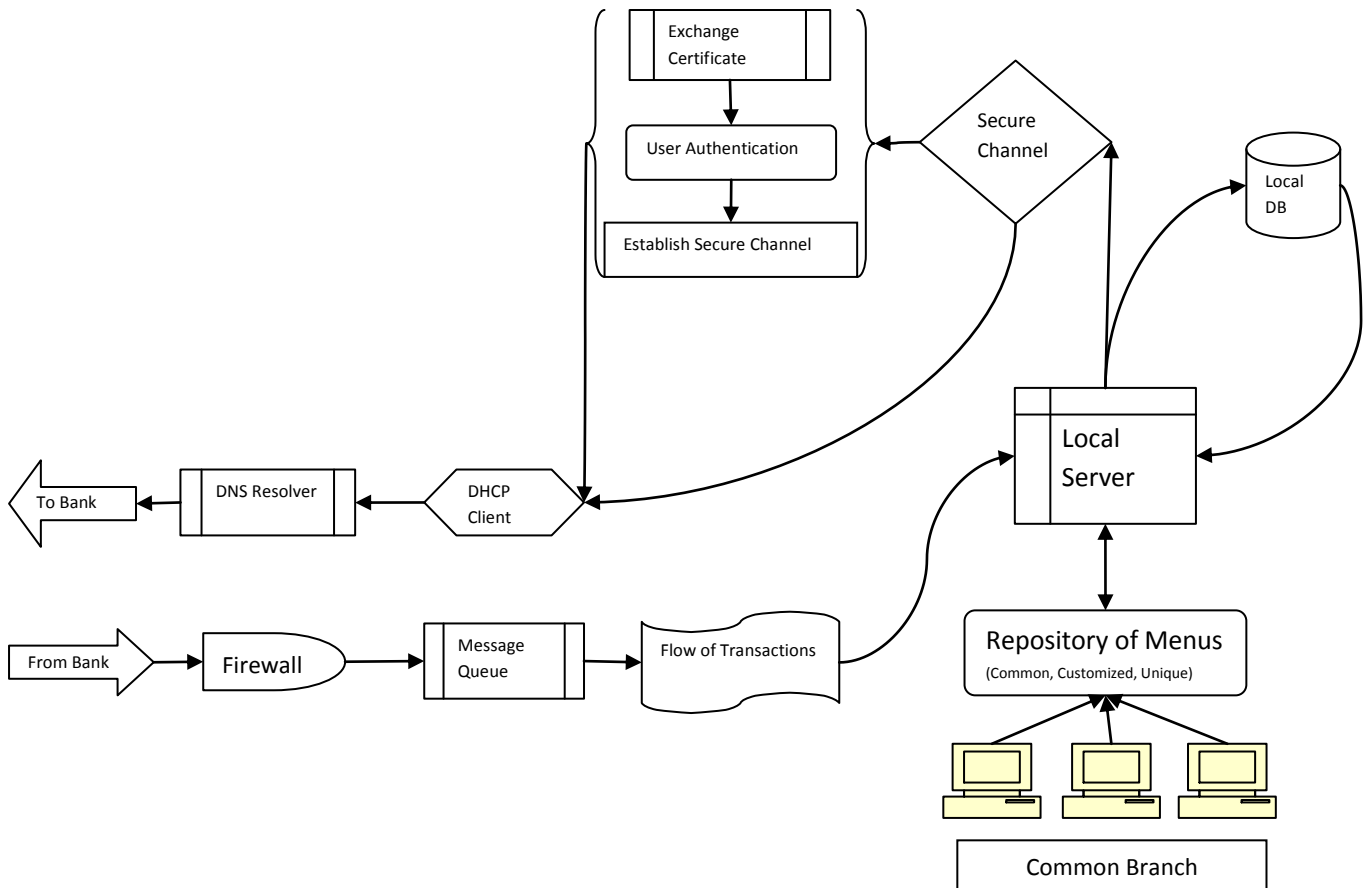 Exchange
Certificate
User Authentication
Establish Secure Channel
Secure
Channel
Local
DB
Local
Server
To Bank
DNS Resolver
DHCP
Client
From Bank
Firewall
Message
Queue
Flow of Transactions
Repository of Menus
(Common, Customized, Unique)
Common Branch